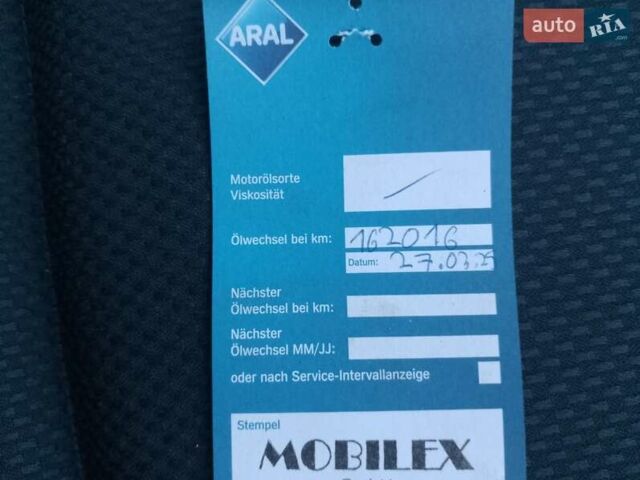 ARAL
auto RIA
.com
Motorölsorte
Viskosität
Ölwechsel bei km: 162016
Datum: 27.03.25
Nächster
Ölwechsel bei km:
Nächster
Ölwechsel MM/JJ:
oder nach Service-Intervallanzeige
Stempel
MOBILEX